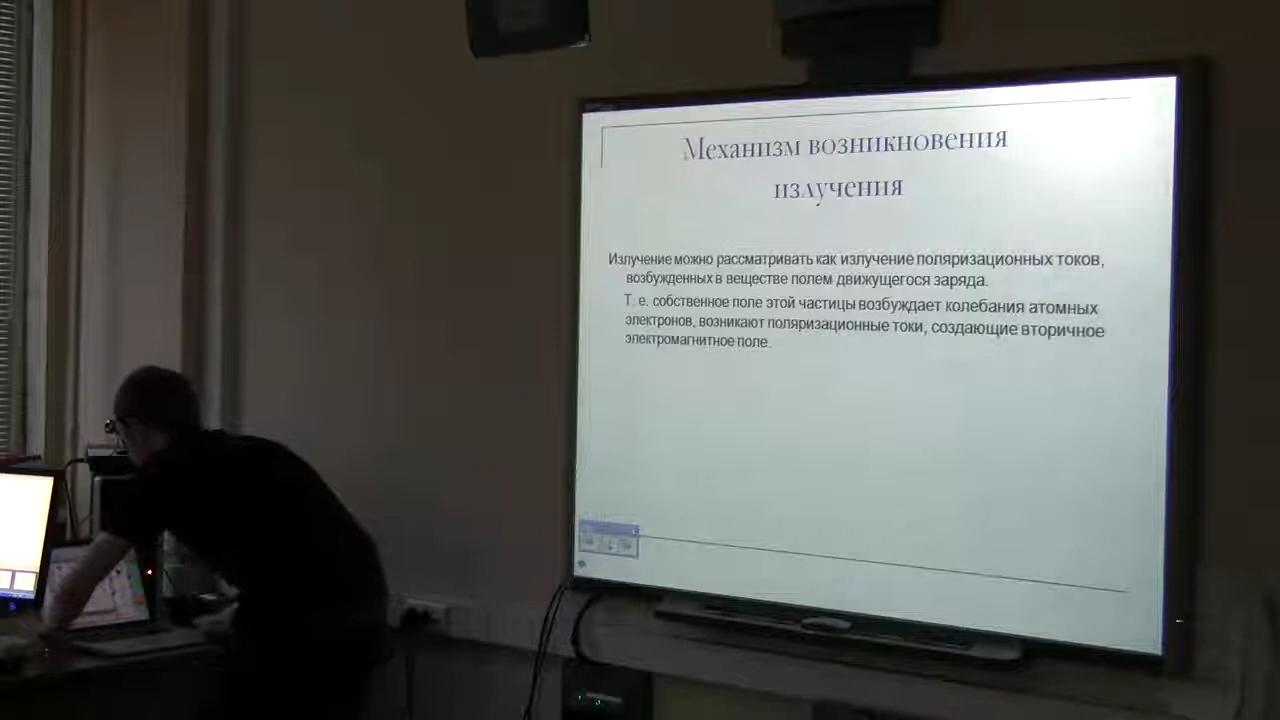 Механизм возникновения
излучения
Излучение можно рассматривать как излучение поляризационных токов,
возбужденных в веществе полем движущегося заряда.
Т. е. собственное поле этой частицы возбуждает колебания атомных
электронов, возникают поляризационные токи, создающие вторичное
электромагнитное поле.